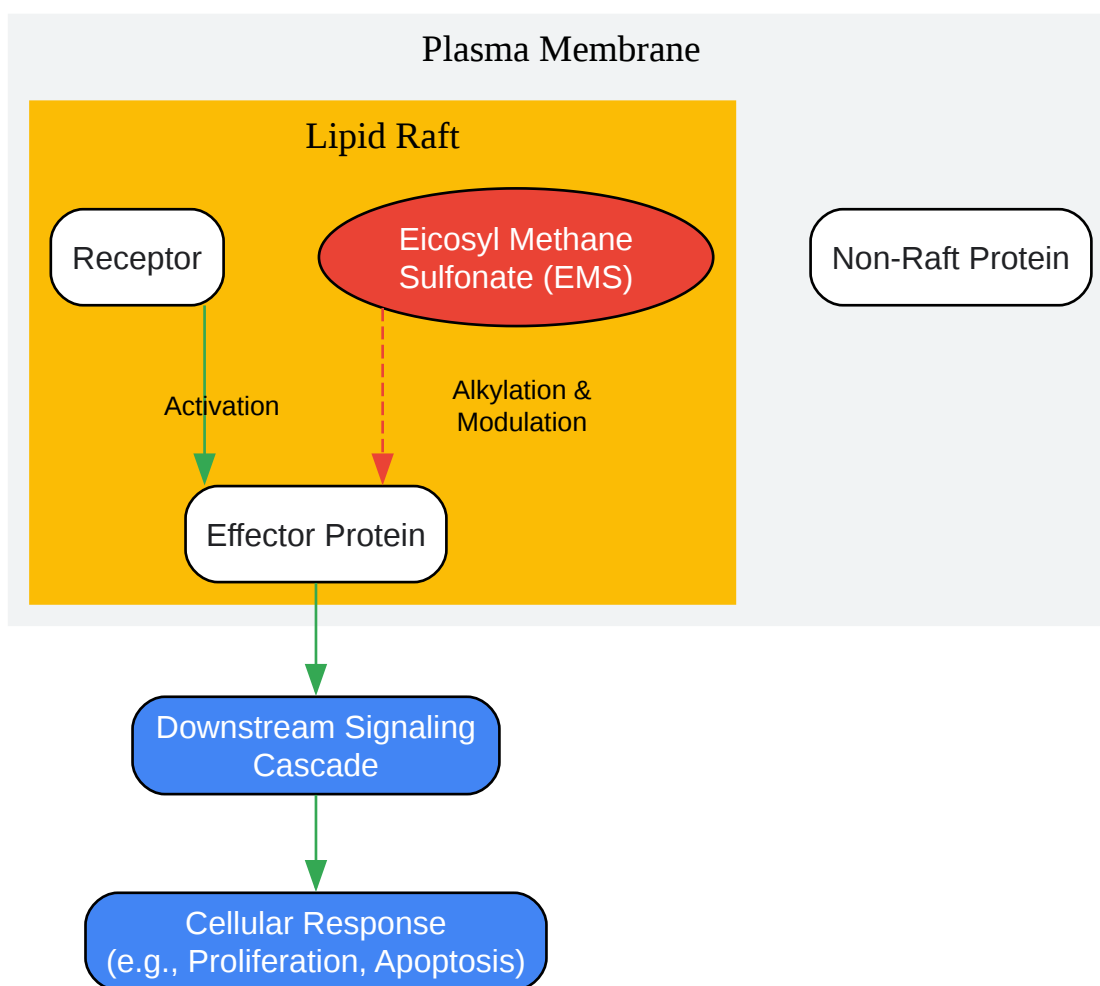 Plasma Membrane
Lipid Raft
Receptor
Eicosyl Methane
Sulfonate (EMS)
Non-Raft Protein
Activation
Alkylation &
Modulation
Effector Protein
Downstream Signaling
Cascade
Cellular Response
(e.g., Proliferation, Apoptosis)